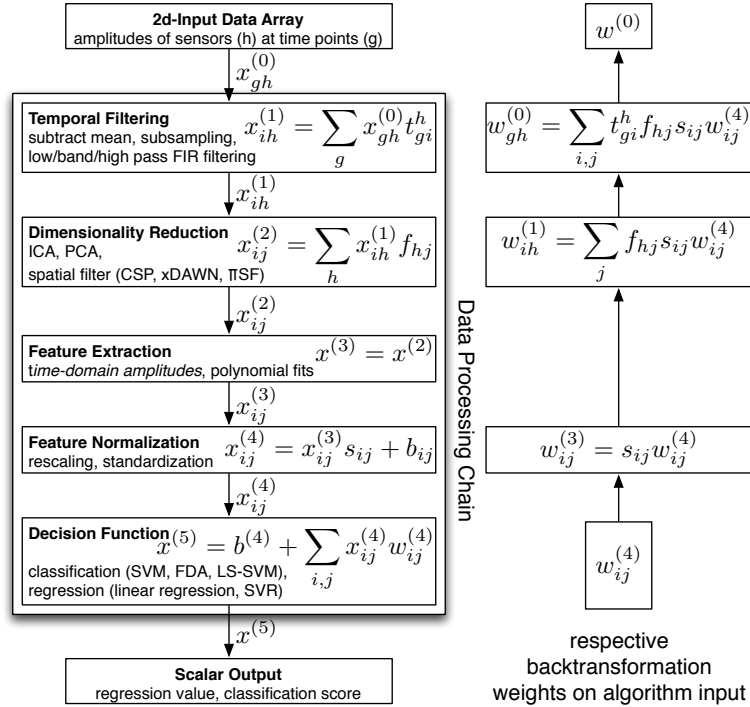 2d-Input Data Array
amplitudes of sensors (h) at time points (g)
x_{gh}^{(0)}
Temporal Filtering
subtract mean, subsampling,
low/band/high pass FIR filtering
x_{ih}^{(1)} = \sum_{g} x_{gh}^{(0)} t_{gi}^{h}
x_{ih}^{(1)}
Dimensionality Reduction
ICA, PCA,
spatial filter (CSP, xDAWN, πSF)
x_{ij}^{(2)} = \sum_{h} x_{ih}^{(1)} f_{hj}
x_{ij}^{(2)}
Feature Extraction
time-domain amplitudes, polynomial fits
x^{(3)} = x^{(2)}
x_{ij}^{(3)}
Feature Normalization
rescaling, standardization
x_{ij}^{(4)} = x_{ij}^{(3)} s_{ij} + b_{ij}
x_{ij}^{(4)}
Decision Function
x^{(5)} = b^{(4)} + \sum_{i,j} x_{ij}^{(4)} w_{ij}^{(4)}
classification (SVM, FDA, LS-SVM),
regression (linear regression, SVR)
x^{(5)}
Scalar Output
regression value, classification score
Data Processing Chain
w^{(0)}
w_{gh}^{(0)} = \sum_{i,j} t_{gi}^{h} f_{hj} s_{ij} w_{ij}^{(4)}
w_{ih}^{(1)} = \sum_{j} f_{hj} s_{ij} w_{ij}^{(4)}
w_{ij}^{(3)} = s_{ij} w_{ij}^{(4)}
w_{ij}^{(4)}
respective
backtransformation
weights on algorithm input